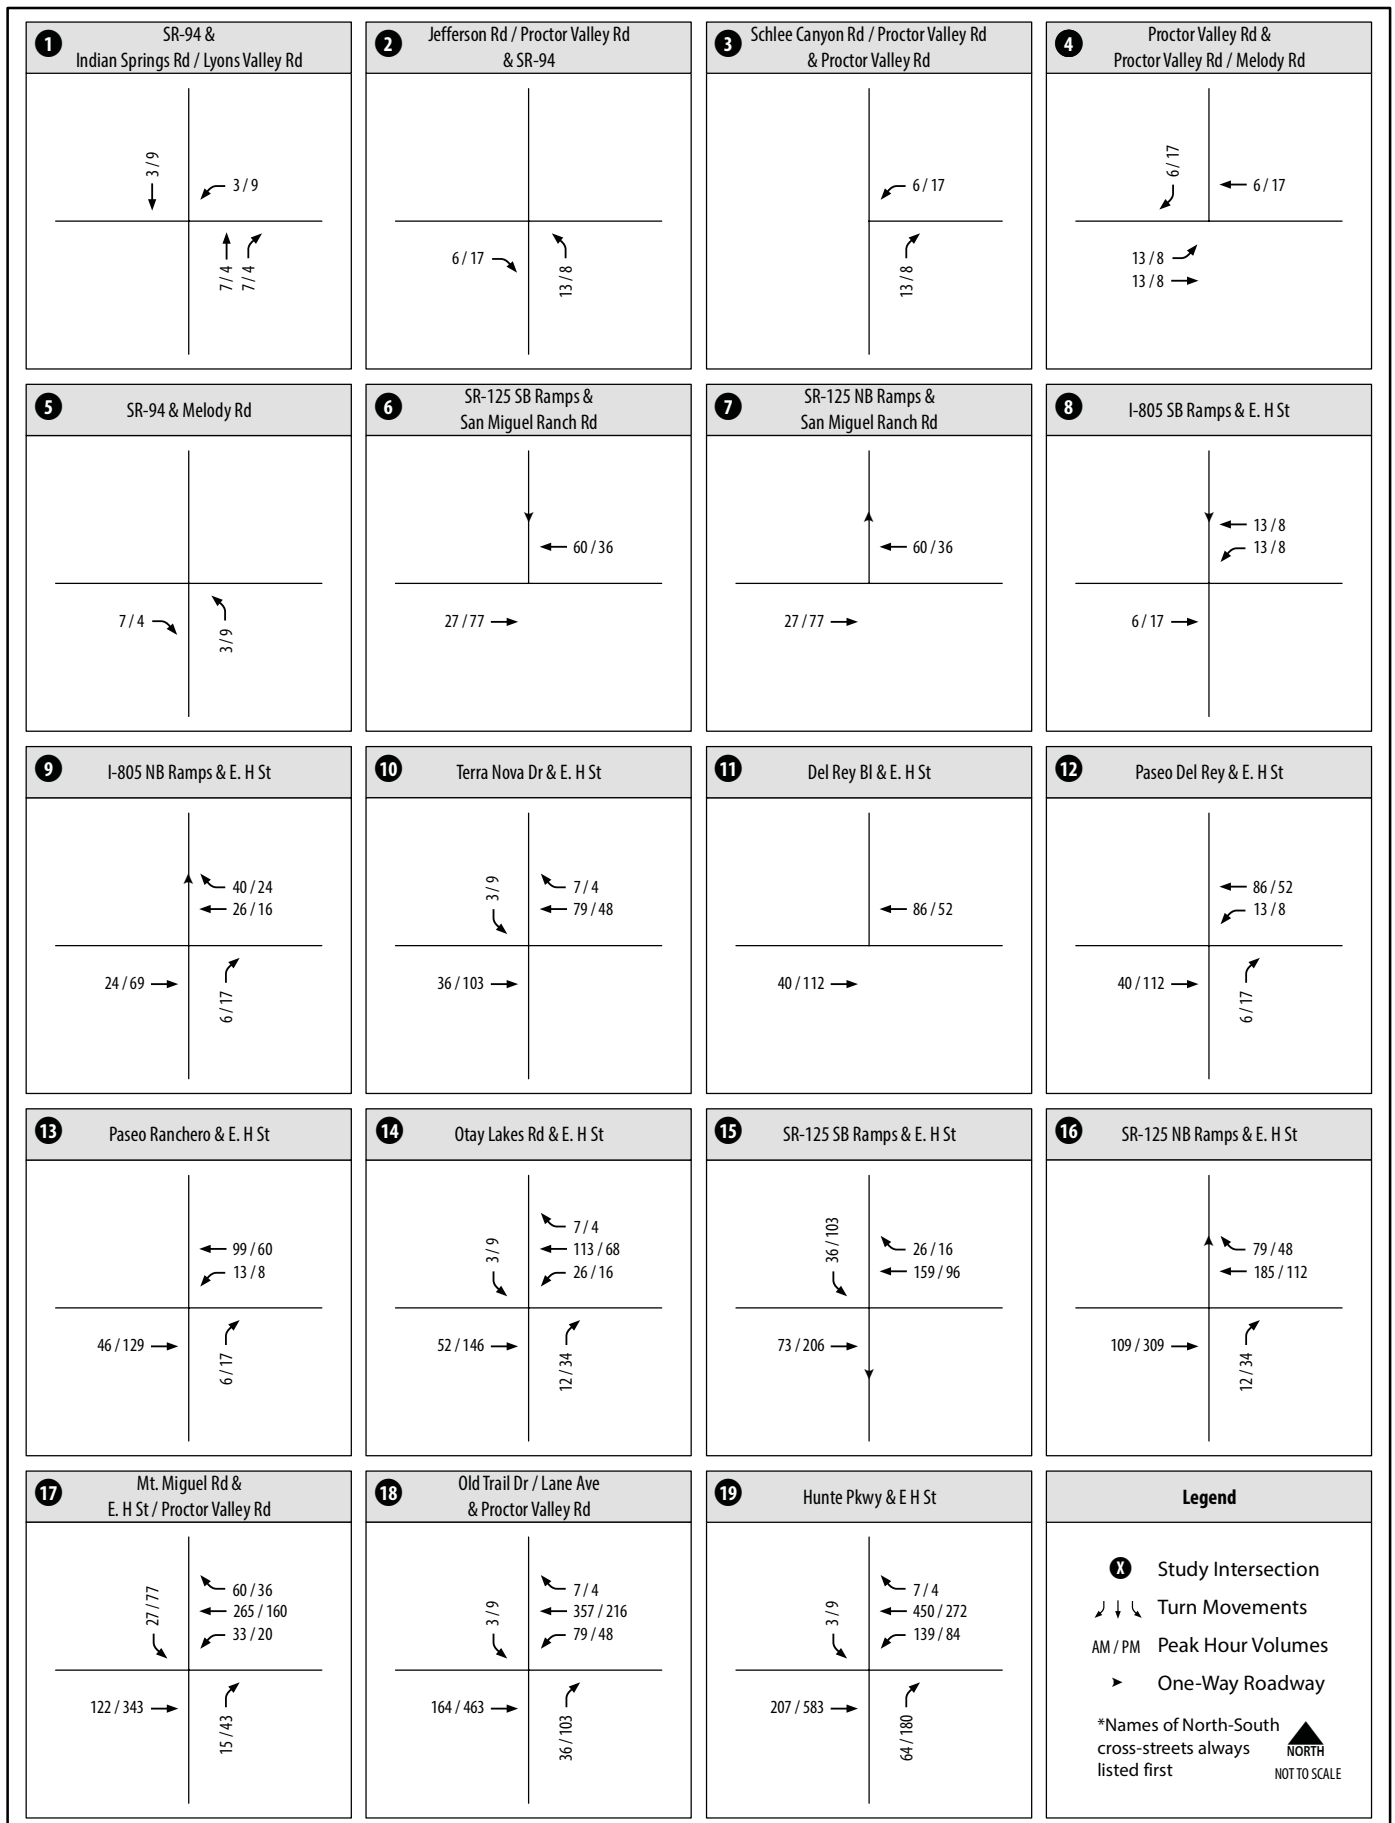 1
SR-94 &
Indian Springs Rd / Lyons Valley Rd
3 / 9
3 / 9
7 / 4
7 / 4
2
Jefferson Rd / Proctor Valley Rd
& SR-94
6 / 17
13 / 8
3
Schlee Canyon Rd / Proctor Valley Rd
& Proctor Valley Rd
6 / 17
13 / 8
4
Proctor Valley Rd &
Proctor Valley Rd / Melody Rd
6 / 17
6 / 17
13 / 8
13 / 8
5
SR-94 & Melody Rd
7 / 4
3 / 9
6
SR-125 SB Ramps &
San Miguel Ranch Rd
60 / 36
27 / 77
7
SR-125 NB Ramps &
San Miguel Ranch Rd
60 / 36
27 / 77
8
I-805 SB Ramps & E. H St
13 / 8
13 / 8
6 / 17
9
I-805 NB Ramps & E. H St
40 / 24
26 / 16
24 / 69
6 / 17
10
Terra Nova Dr & E. H St
3 / 9
7 / 4
79 / 48
36 / 103
11
Del Rey Bl & E. H St
86 / 52
40 / 112
12
Paseo Del Rey & E. H St
86 / 52
13 / 8
40 / 112
6 / 17
13
Paseo Ranchero & E. H St
99 / 60
13 / 8
46 / 129
6 / 17
14
Otay Lakes Rd & E. H St
3 / 9
7 / 4
113 / 68
26 / 16
52 / 146
12 / 34
15
SR-125 SB Ramps & E. H St
36 / 103
26 / 16
159 / 96
73 / 206
16
SR-125 NB Ramps & E. H St
79 / 48
185 / 112
109 / 309
12 / 34
17
Mt. Miguel Rd &
E. H St / Proctor Valley Rd
27 / 77
60 / 36
265 / 160
33 / 20
122 / 343
15 / 43
18
Old Trail Dr / Lane Ave
& Proctor Valley Rd
3 / 9
7 / 4
357 / 216
79 / 48
164 / 463
36 / 103
19
Hunte Pkwy & E H St
3 / 9
7 / 4
450 / 272
139 / 84
207 / 583
64 / 180
Legend
X Study Intersection
Turn Movements
AM / PM Peak Hour Volumes
One-Way Roadway
*Names of North-South
cross-streets always
listed first
NORTH
NOT TO SCALE